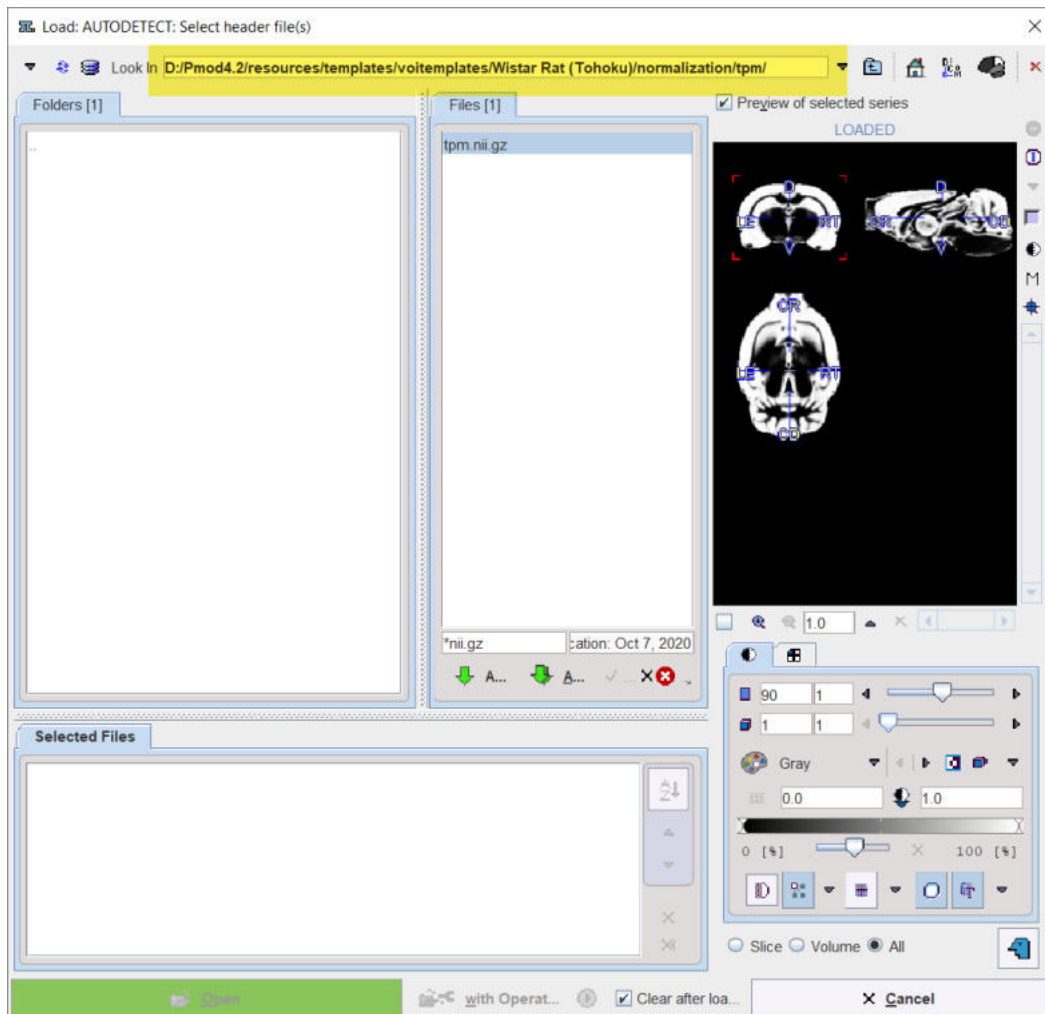 Load: AUTODETECT: Select header file(s)
Look In D:/Pmod4.2/resources/templates/voitemplates/Wistar Rat (Tohoku)/normalization/tpm/
Folders [1]
..
Files [1]
tpm.nii.gz
*nii.gz
cation: Oct 7, 2020
A...
A...
...
Preview of selected series
LOADED
D
LE
RT
V
D
CR
CD
V
CR
LE
RT
CD
M
1.0
90
1
1
1
Gray
0.0
1.0
0 [%]
100 [%]
Slice
Volume
All
Selected Files
Open
with Operat...
Clear after loa...
Cancel